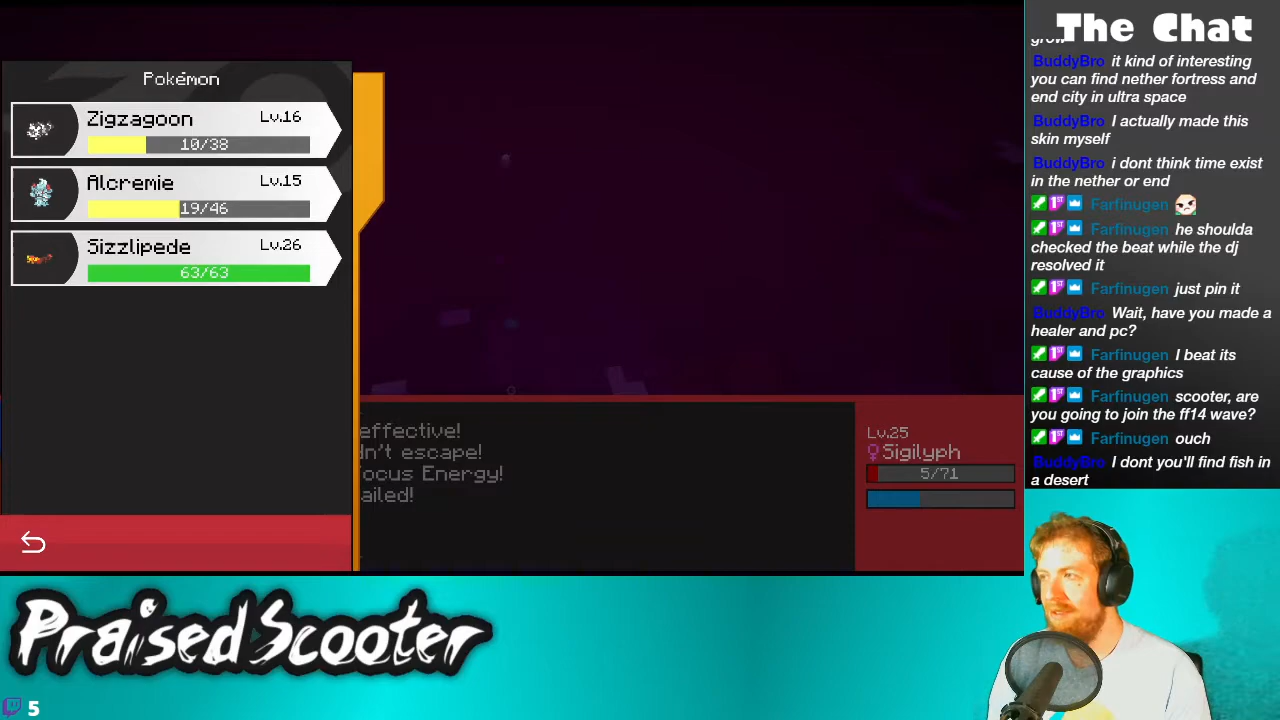 Pokémon
Zigzagoon
Lv.16
10/38
Alcremie
Lv.15
19/46
Sizzlipede
Lv.26
63/63
effective!
dn't escape!
ocus Energy!
ailed!
Lv.25
♀Sigilyph
5/71
The Chat
grow
BuddyBro it kind of interesting
you can find nether fortress and
end city in ultra space
BuddyBro I actually made this
skin myself
BuddyBro i dont think time exist
in the nether or end
Farfinugen
Farfinugen he shoulda
checked the beat while the dj
resolved it
Farfinugen just pin it
BuddyBro Wait, have you made a
healer and pc?
Farfinugen I beat its
cause of the graphics
Farfinugen scooter, are
you going to join the ff14 wave?
Farfinugen ouch
BuddyBro I dont you'll find fish in
a desert
PraisedScooter
5